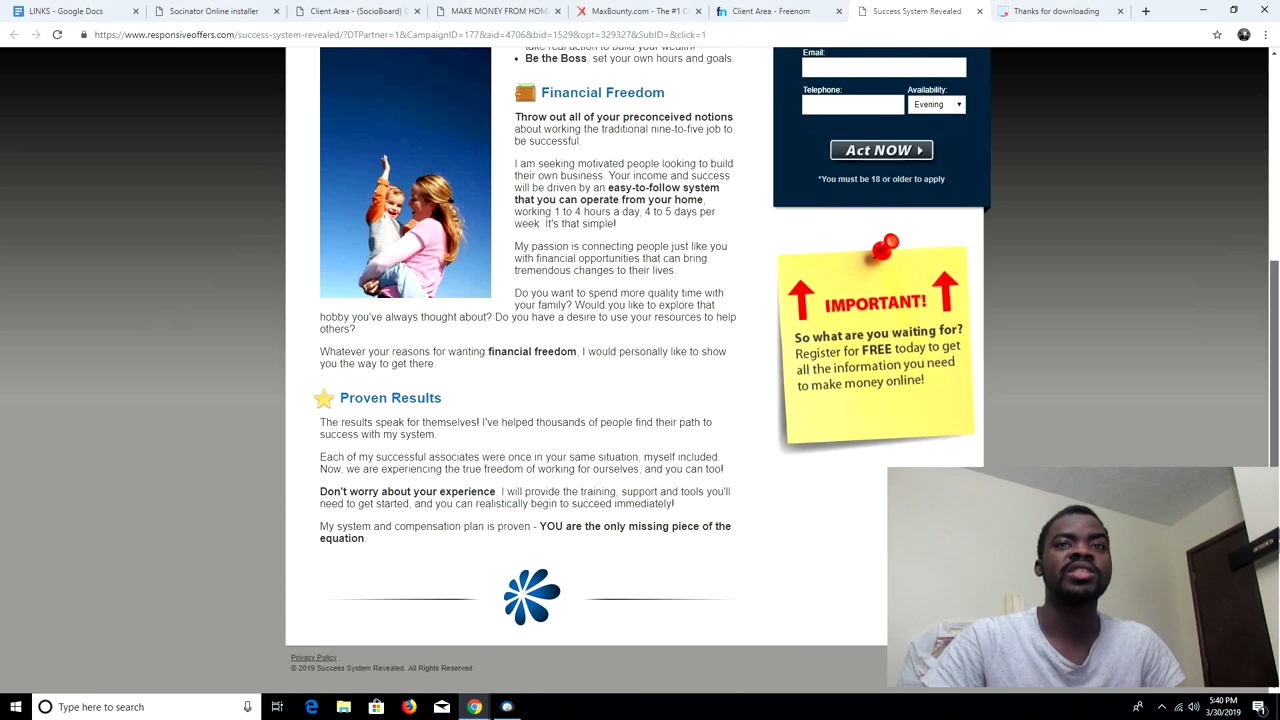 LINKS - Google Docs
Socinator Online installer
Client Area - (SocioBoard) D
MAKE MONEY FROM HOM
MaxBounty.com - The #1 C
Client Area - Freenom
Success System Revealed
Thanks for downloading
https://www.responsiveoffers.com/success-system-revealed/?DTPartner=1&CampaignID=177&aid=4706&bid=1529&opt=329327&SubID=&click=1
take real action to build your wealth!
• Be the Boss, set your own hours and goals.
Financial Freedom
Throw out all of your preconceived notions
about working the traditional nine-to-five job to
be successful.
I am seeking motivated people looking to build
their own business. Your income and success
will be driven by an easy-to-follow system
that you can operate from your home,
working 1 to 4 hours a day, 4 to 5 days per
week. It's that simple!
My passion is connecting people just like you
with financial opportunities that can bring
tremendous changes to their lives.
Do you want to spend more quality time with
your family? Would you like to explore that
hobby you've always thought about? Do you have a desire to use your resources to help
others?
Whatever your reasons for wanting financial freedom, I would personally like to show
you the way to get there.
Proven Results
The results speak for themselves! I've helped thousands of people find their path to
success with my system.
Each of my successful associates were once in your same situation, myself included.
Now, we are experiencing the true freedom of working for ourselves, and you can too!
Don't worry about your experience. I will provide the training, support and tools you'll
need to get started, and you can realistically begin to succeed immediately!
My system and compensation plan is proven - YOU are the only missing piece of the
equation.
Email:
Telephone:
Availability:
Evening
Act NOW
*You must be 18 or older to apply
IMPORTANT!
So what are you waiting for?
Register for FREE today to get
all the information you need
to make money online!
Privacy Policy
© 2019 Success System Revealed. All Rights Reserved.
Type here to search
5:40 PM
3/30/2019